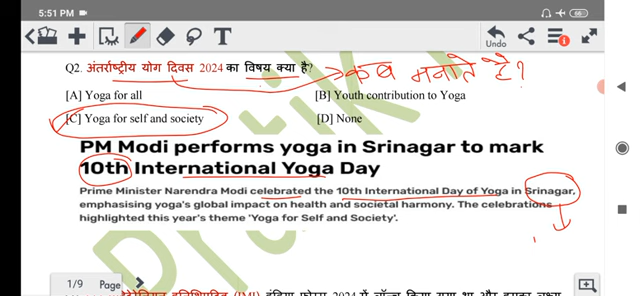 5:51 PM
66
Undo
Q2. अंतर्राष्ट्रीय योग दिवस 2024 का विषय क्या है? कब मनाते है?
[A] Yoga for all [B] Youth contribution to Yoga
[C] Yoga for self and society [D] None
PM Modi performs yoga in Srinagar to mark
10th International Yoga Day
Prime Minister Narendra Modi celebrated the 10th International Day of Yoga in Srinagar,
emphasising yoga's global impact on health and societal harmony. The celebrations
highlighted this year's theme 'Yoga for Self and Society'.
1/9 Page